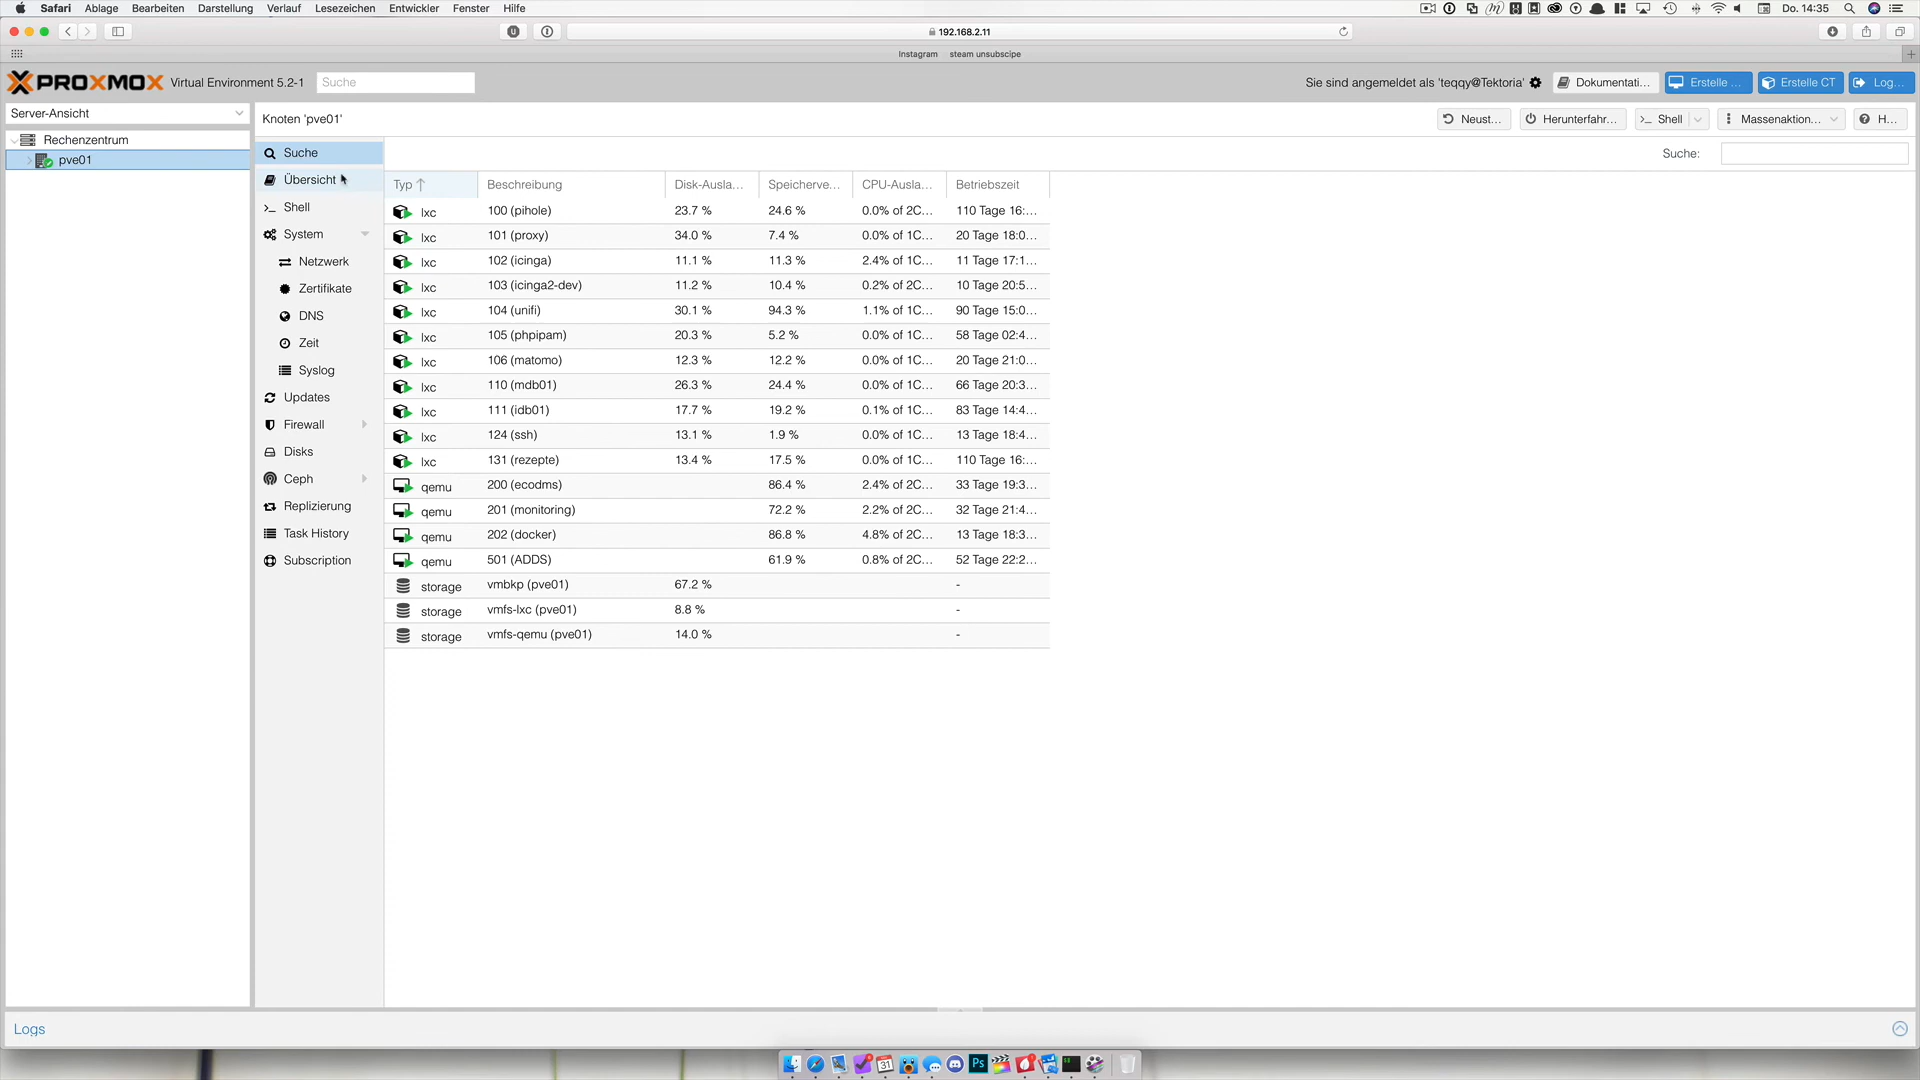 Safari Ablage Bearbeiten Darstellung Verlauf Lesezeichen Entwickler Fenster Hilfe Do. 14:35
192.168.2.11
Instagram steam unsubscipe
PROXMOX Virtual Environment 5.2-1 Suche Sie sind angemeldet als 'teqqy@Tektoria' Dokumentati... Erstelle ... Erstelle CT Log...
Server-Ansicht
Knoten 'pve01' Neust... Herunterfahr... >_ Shell Massenaktion... H...
Rechenzentrum
pve01
Suche
Übersicht
>_ Shell
System
Netzwerk
Zertifikate
DNS
Zeit
Syslog
Updates
Firewall
Disks
Ceph
Replizierung
Task History
Subscription
Suche:
Typ Beschreibung Disk-Ausla... Speicherve... CPU-Ausla... Betriebszeit
lxc 100 (pihole) 23.7 % 24.6 % 0.0% of 2C... 110 Tage 16:...
lxc 101 (proxy) 34.0 % 7.4 % 0.0% of 1C... 20 Tage 18:0...
lxc 102 (icinga) 11.1 % 11.3 % 2.4% of 1C... 11 Tage 17:1...
lxc 103 (icinga2-dev) 11.2 % 10.4 % 0.2% of 2C... 10 Tage 20:5...
lxc 104 (unifi) 30.1 % 94.3 % 1.1% of 1C... 90 Tage 15:0...
lxc 105 (phpipam) 20.3 % 5.2 % 0.0% of 1C... 58 Tage 02:4...
lxc 106 (matomo) 12.3 % 12.2 % 0.0% of 1C... 20 Tage 21:0...
lxc 110 (mdb01) 26.3 % 24.4 % 0.0% of 1C... 66 Tage 20:3...
lxc 111 (idb01) 17.7 % 19.2 % 0.1% of 1C... 83 Tage 14:4...
lxc 124 (ssh) 13.1 % 1.9 % 0.0% of 1C... 13 Tage 18:4...
lxc 131 (rezepte) 13.4 % 17.5 % 0.0% of 1C... 110 Tage 16:...
qemu 200 (ecodms) 86.4 % 2.4% of 2C... 33 Tage 19:3...
qemu 201 (monitoring) 72.2 % 2.2% of 2C... 32 Tage 21:4...
qemu 202 (docker) 86.8 % 4.8% of 2C... 13 Tage 18:3...
qemu 501 (ADDS) 61.9 % 0.8% of 2C... 52 Tage 22:2...
storage vmbkp (pve01) 67.2 % -
storage vmfs-lxc (pve01) 8.8 % -
storage vmfs-qemu (pve01) 14.0 % -
Logs
31 Ps